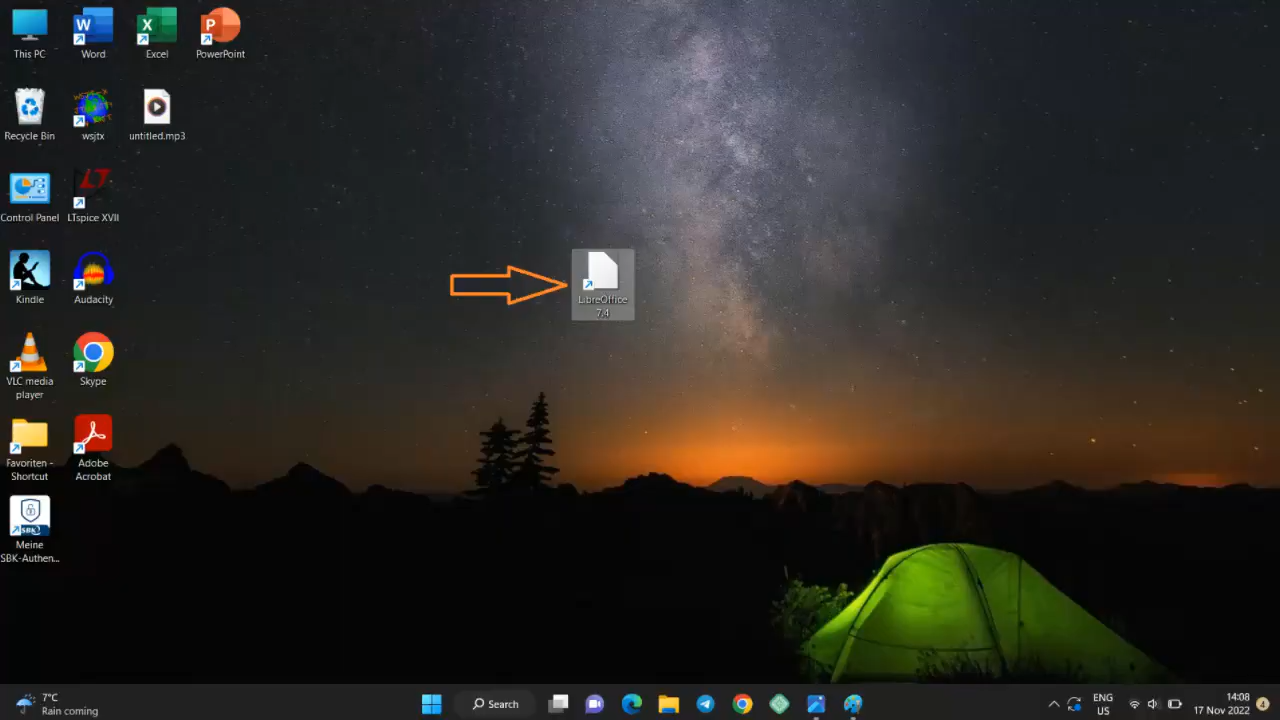 This PC
Word
Excel
PowerPoint
Recycle Bin
wsjtx
untitled.mp3
Control Panel
LTspice XVII
Kindle
Audacity
LibreOffice
7.4
VLC media
player
Skype
Favoriten -
Shortcut
Adobe
Acrobat
Meine
SBK-Authen...
7°C
Rain coming
Search
ENG
US
14:08
17 Nov 2022
4